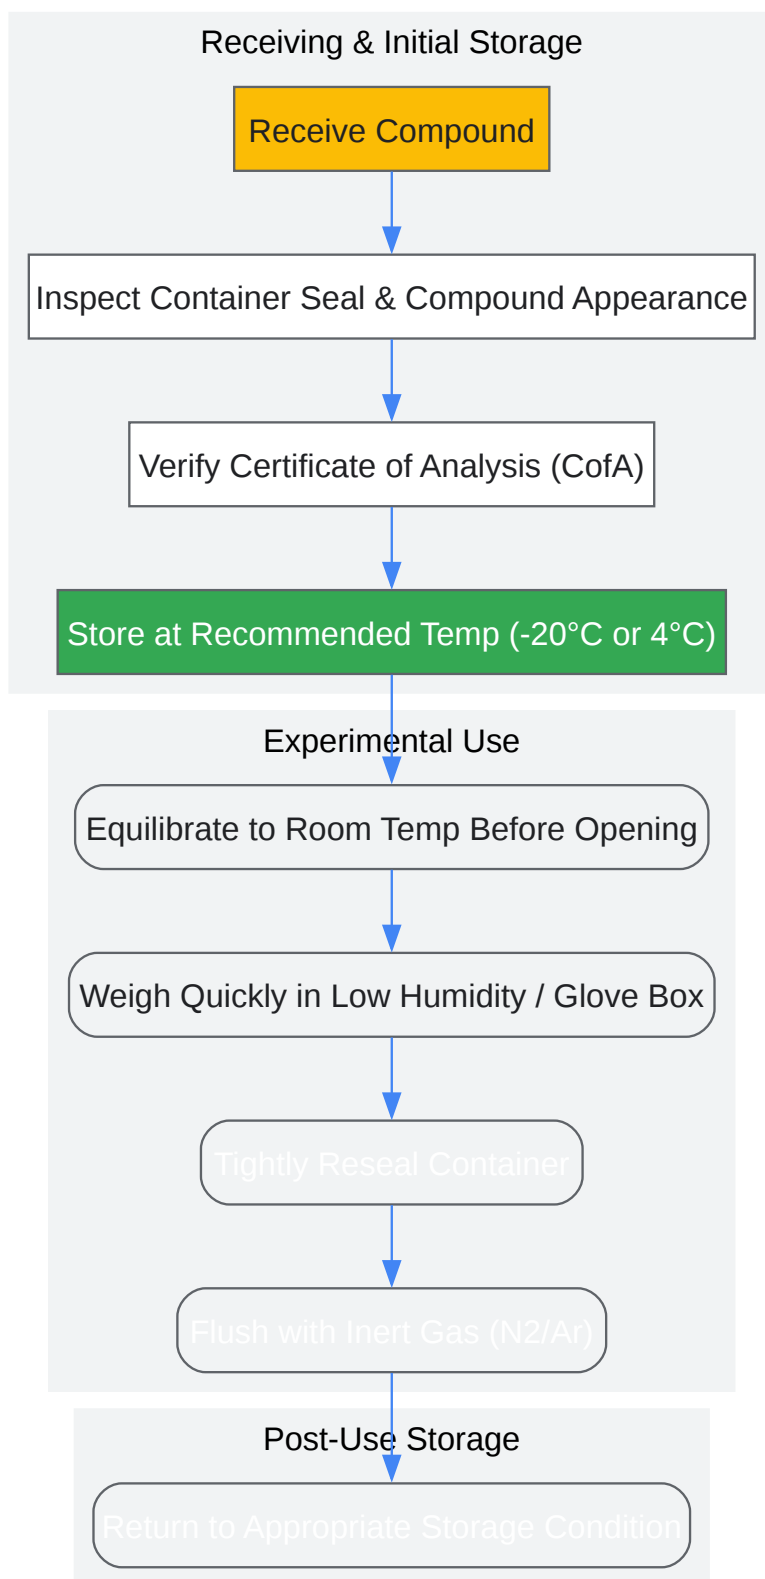 Receiving & Initial Storage
Receive Compound
Inspect Container Seal & Compound Appearance
Verify Certificate of Analysis (CofA)
Store at Recommended Temp (-20°C or 4°C)
Experimental Use
Equilibrate to Room Temp Before Opening
Weigh Quickly in Low Humidity / Glove Box
Tightly Reseal Container
Flush with Inert Gas (N2/Ar)
Post-Use Storage
Return to Appropriate Storage Condition